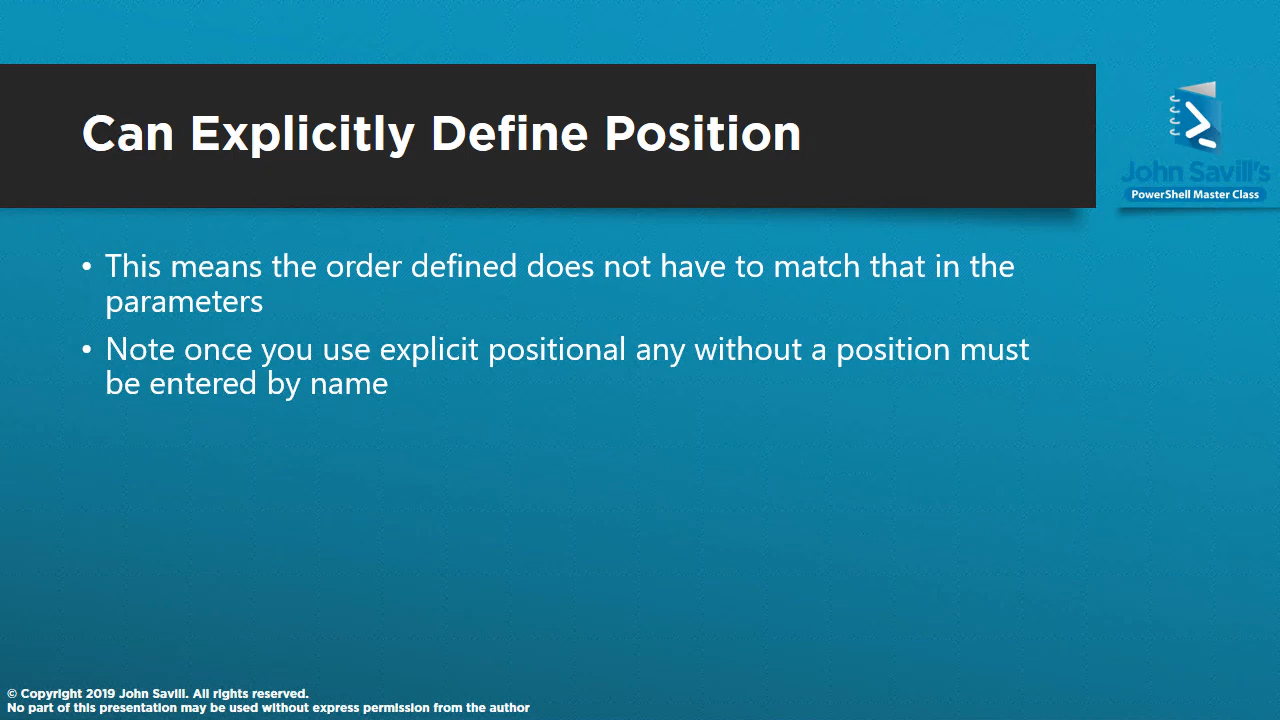 Can Explicitly Define Position
John Savill's
PowerShell Master Class
• This means the order defined does not have to match that in the
parameters
• Note once you use explicit positional any without a position must
be entered by name
© Copyright 2019 John Savill. All rights reserved.
No part of this presentation may be used without express permission from the author